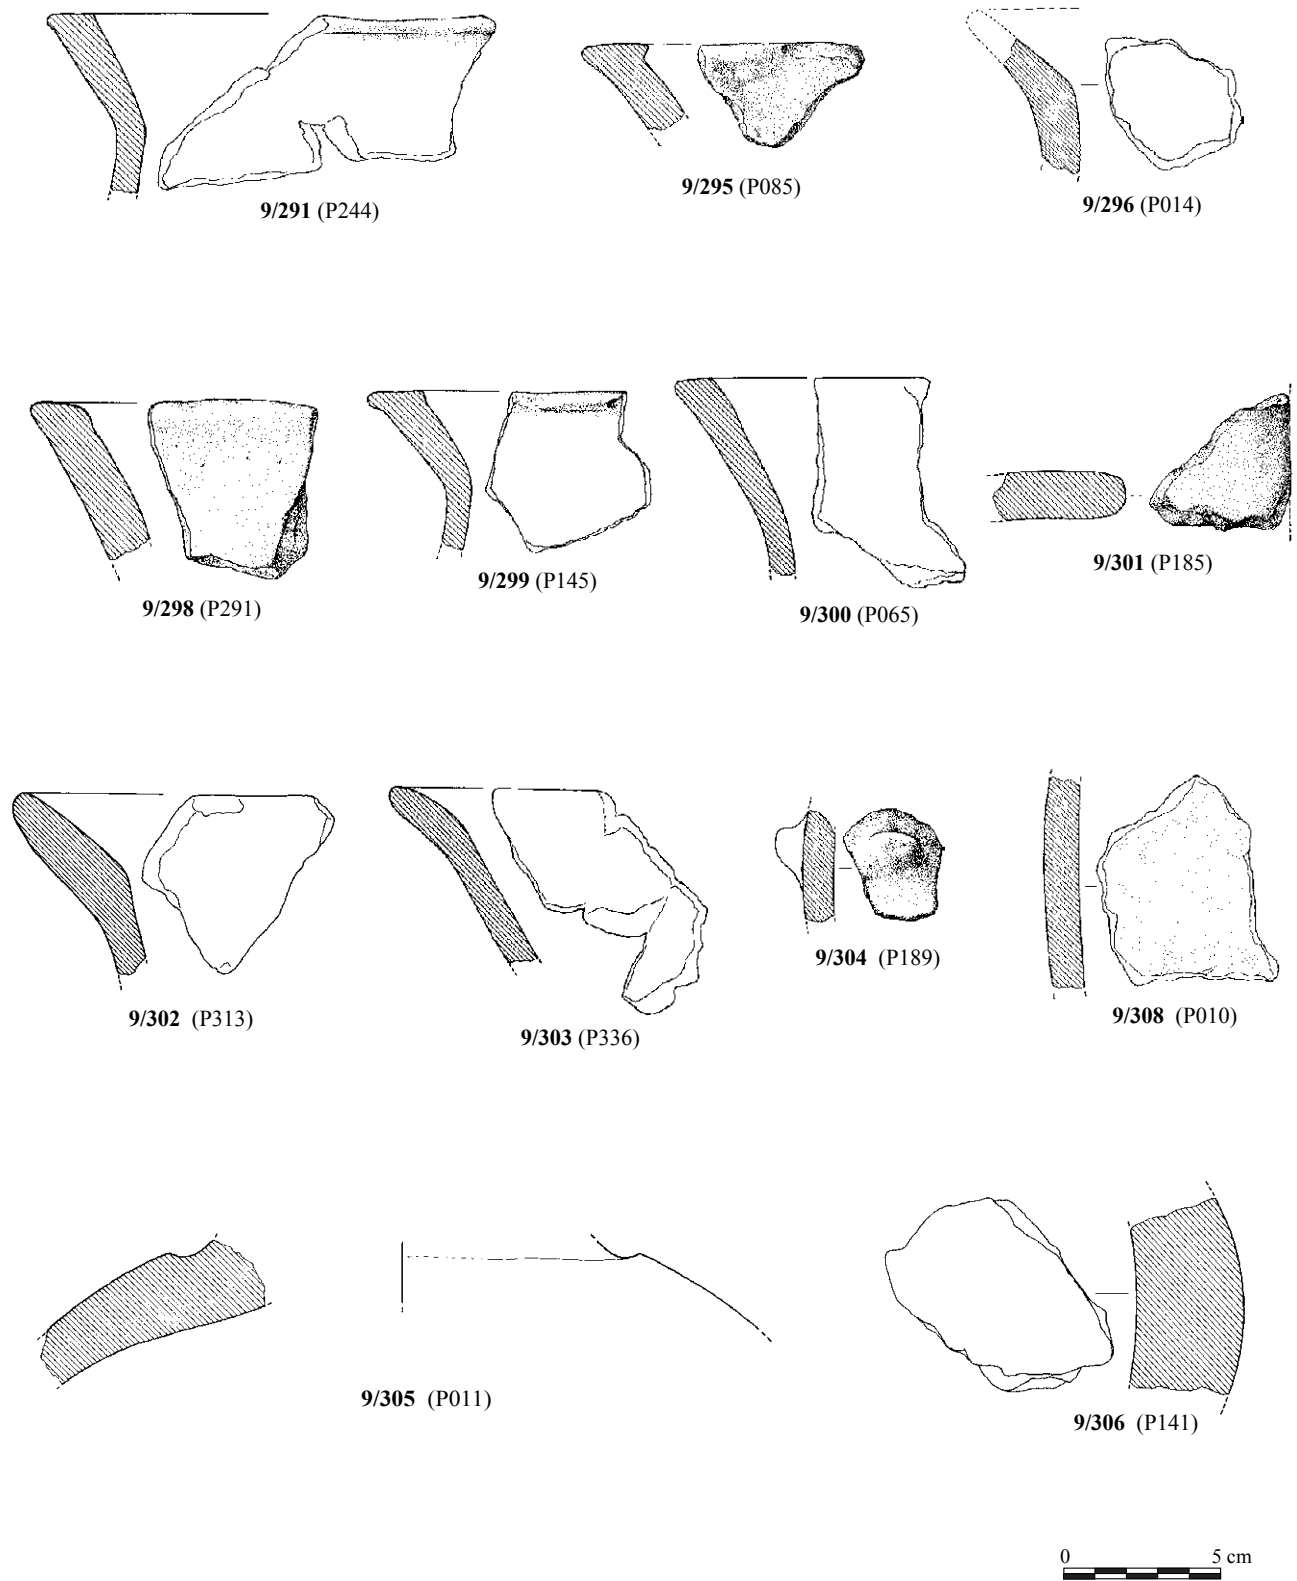 9/291 (P244)
9/295 (P085)
9/296 (P014)
9/298 (P291)
9/299 (P145)
9/300 (P065)
9/301 (P185)
9/302 (P313)
9/303 (P336)
9/304 (P189)
9/308 (P010)
9/305 (P011)
9/306 (P141)
0 5 cm